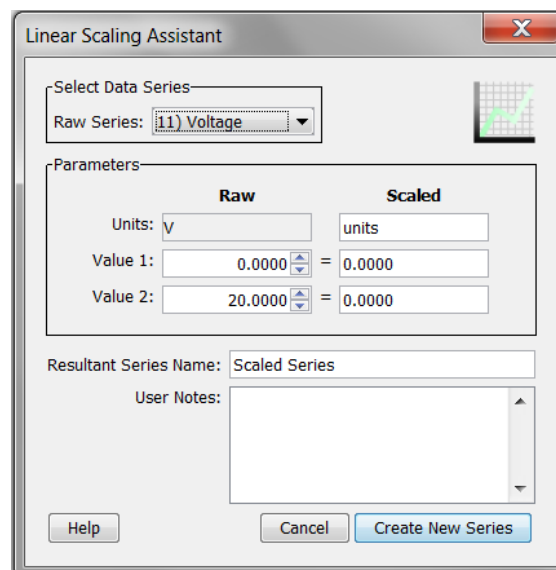 Linear Scaling Assistant
X
Select Data Series
Raw Series: 11) Voltage
Parameters
Raw Scaled
Units: V units
Value 1: 0.0000 = 0.0000
Value 2: 20.0000 = 0.0000
Resultant Series Name: Scaled Series
User Notes:
Help Cancel Create New Series